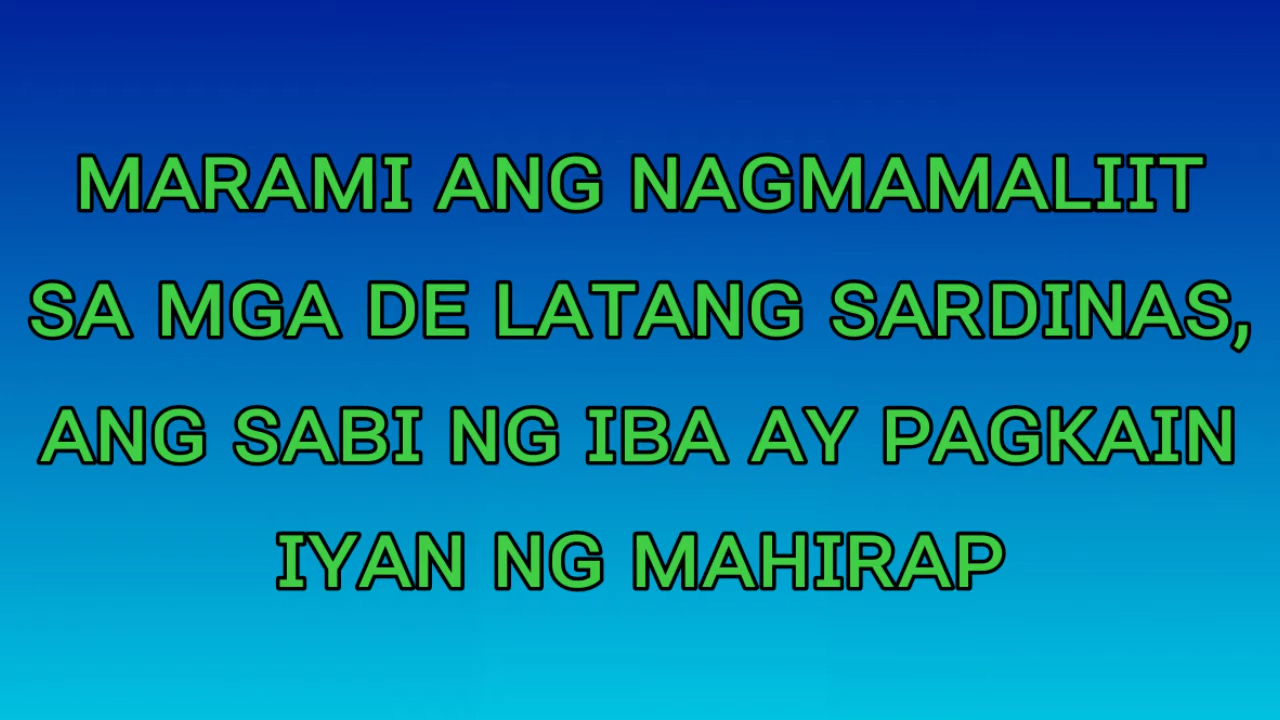 MARAMI ANG NAGMAMALIIT
SA MGA DE LATANG SARDINAS,
ANG SABI NG IBA AY PAGKAIN
IYAN NG MAHIRAP